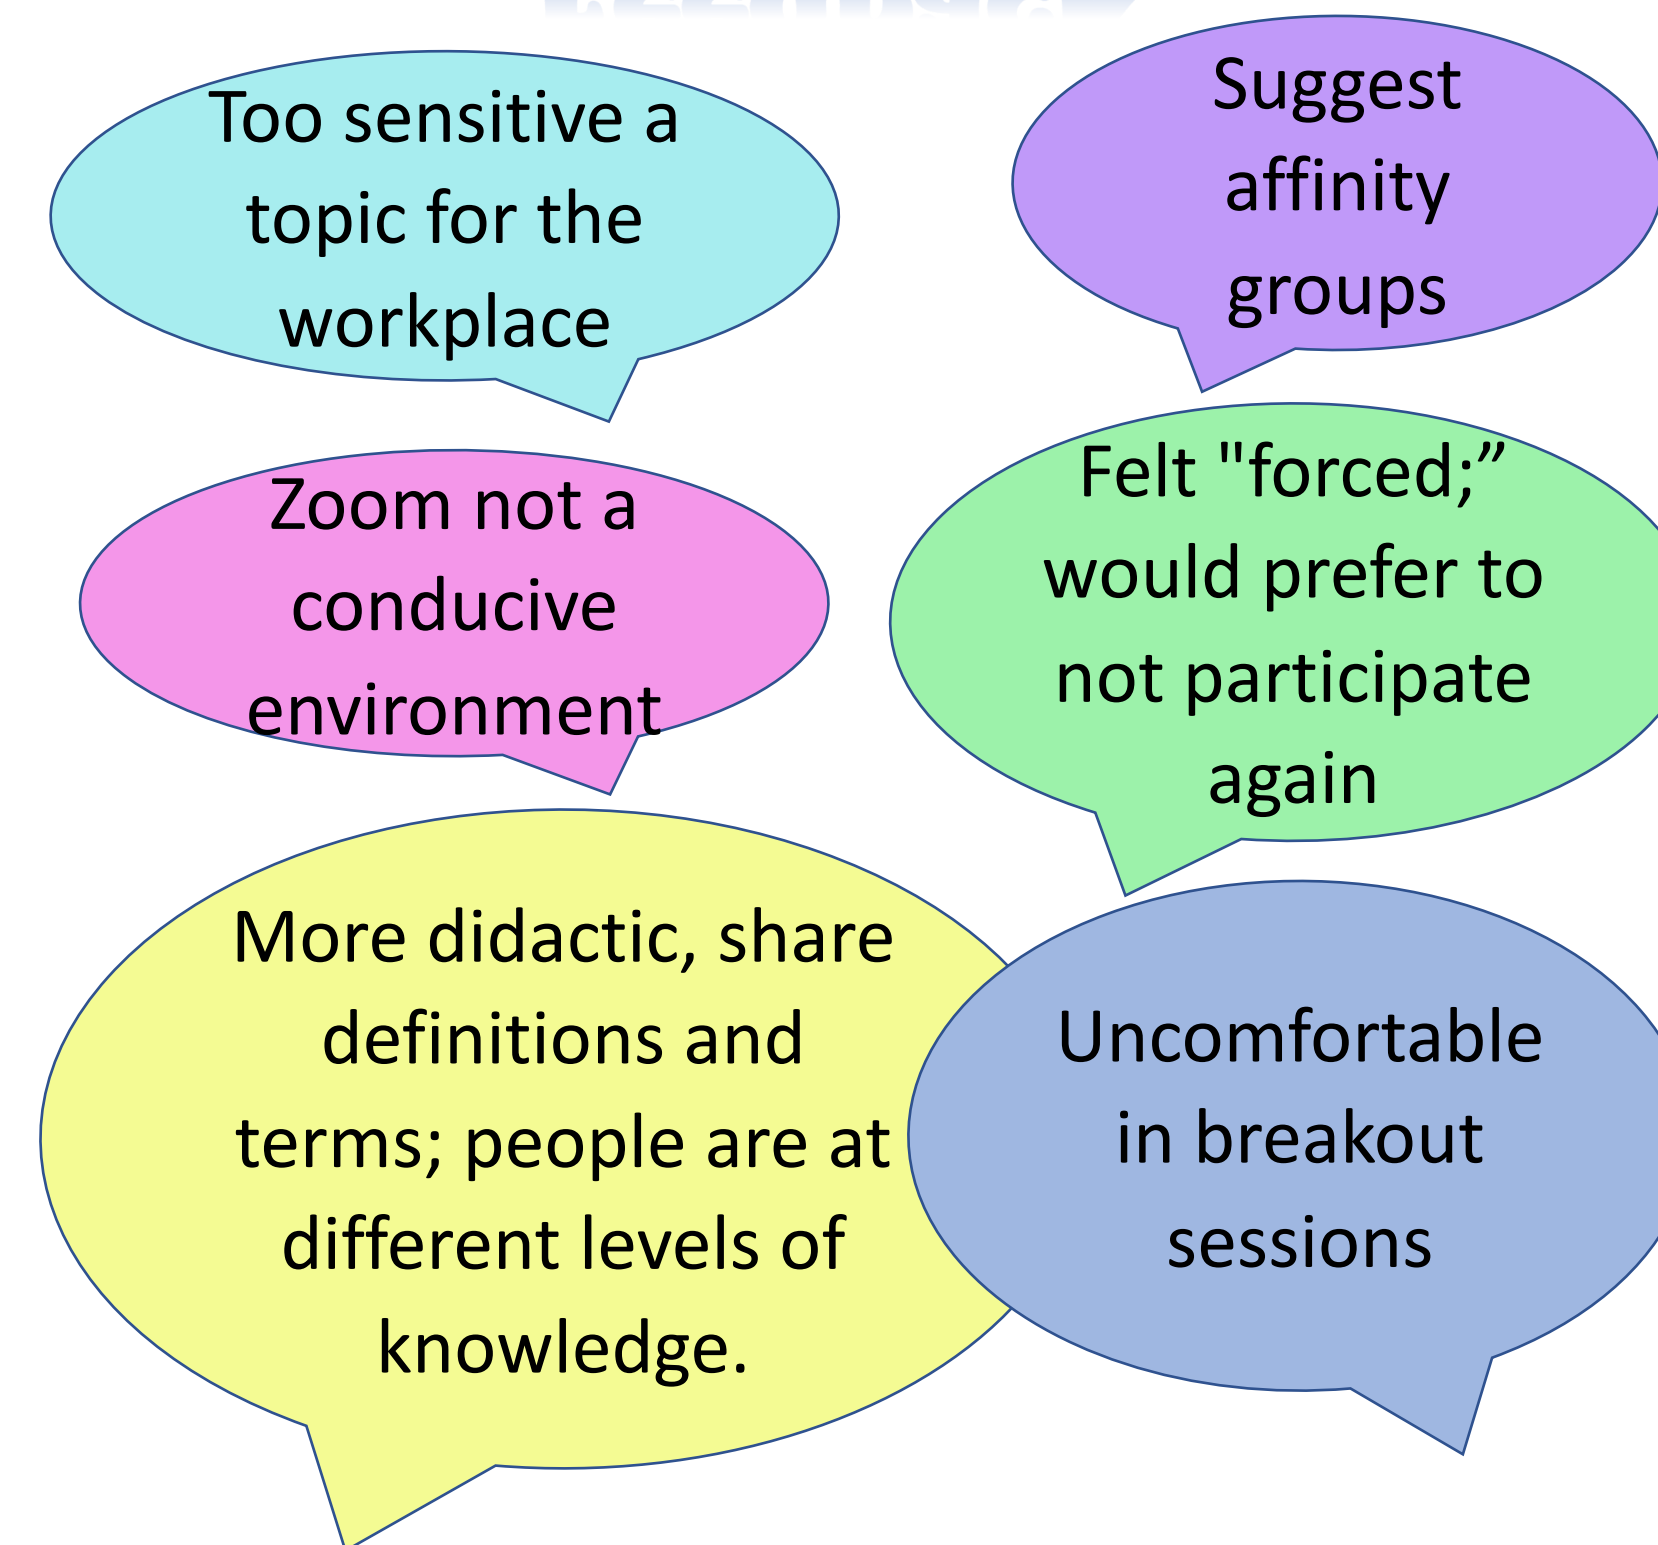 Too sensitive a
topic for the
workplace
Suggest
affinity
groups
Zoom not a
conducive
environment
Felt "forced;”
would prefer to
not participate
again
More didactic, share
definitions and
terms; people are at
different levels of
knowledge.
Uncomfortable
in breakout
sessions